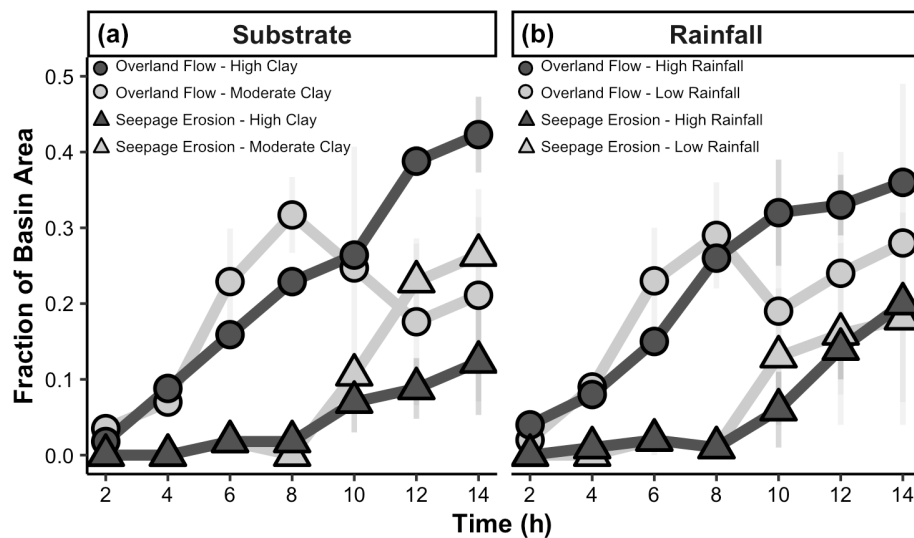 (a) Substrate
(b) Rainfall
Overland Flow - High Clay
Overland Flow - Moderate Clay
Seepage Erosion - High Clay
Seepage Erosion - Moderate Clay
Overland Flow - High Rainfall
Overland Flow - Low Rainfall
Seepage Erosion - High Rainfall
Seepage Erosion - Low Rainfall
Fraction of Basin Area
0.5
0.4
0.3
0.2
0.1
0.0
2 4 6 8 10 12 14
2 4 6 8 10 12 14
Time (h)